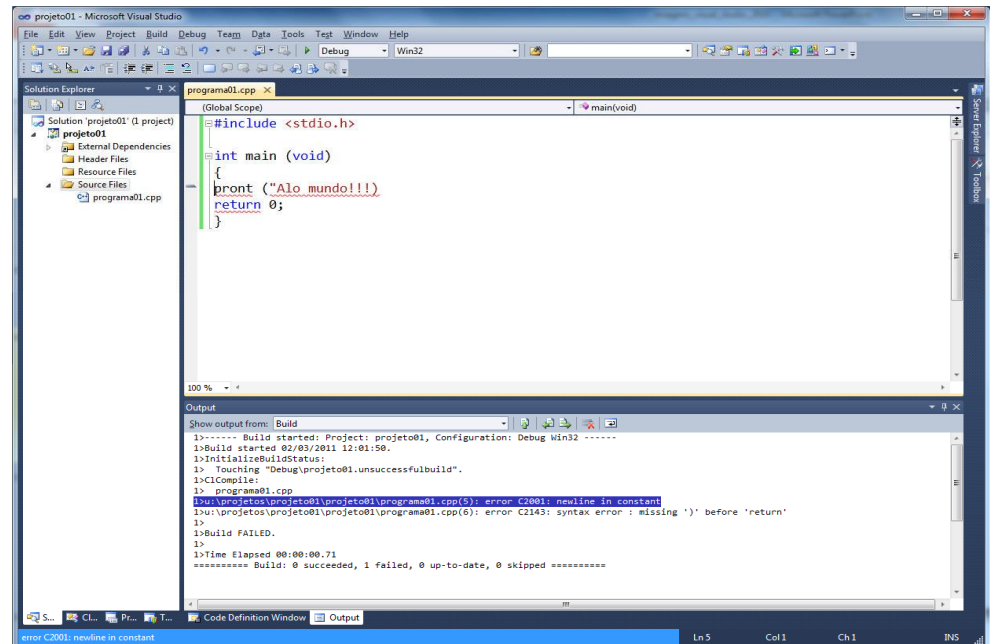 projeto01 - Microsoft Visual Studio
File Edit View Project Build Debug Team Data Tools Test Window Help
Debug Win32
Solution Explorer
programa01.cpp
(Global Scope) main(void)
Solution 'projeto01' (1 project)
projeto01
External Dependencies
Header Files
Resource Files
Source Files
programa01.cpp
#include <stdio.h>
int main (void)
{
pront ("Alo mundo!!!)
return 0;
}
Server Explorer
Toolbox
100 %
Output
Show output from: Build
1>------ Build started: Project: projeto01, Configuration: Debug Win32 ------
1>Build started 02/03/2011 12:01:50.
1>InitializeBuildStatus:
1> Touching "Debug\projeto01.unsuccessfulbuild".
1>ClCompile:
1> programa01.cpp
1>u:\projetos\projeto01\projeto01\programa01.cpp(5): error C2001: newline in constant
1>u:\projetos\projeto01\projeto01\programa01.cpp(6): error C2143: syntax error : missing ')' before 'return'
1>
1>Build FAILED.
1>
1>Time Elapsed 00:00:00.71
========== Build: 0 succeeded, 1 failed, 0 up-to-date, 0 skipped ==========
S... Cl... Pr... T... Code Definition Window Output
error C2001: newline in constant Ln 5 Col 1 Ch 1 INS